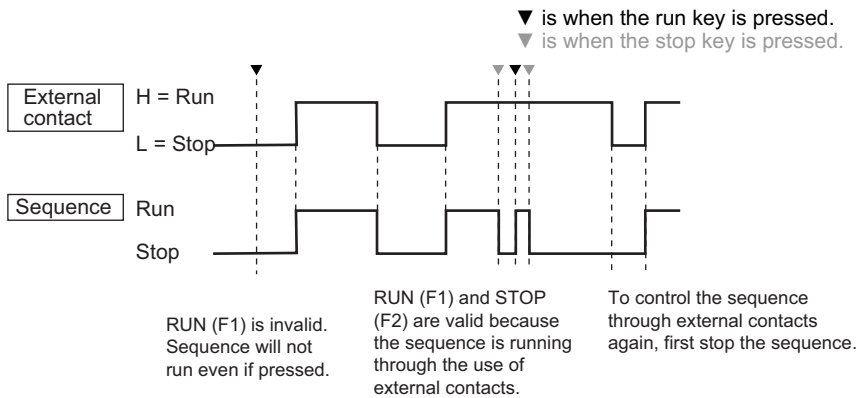 ▼ is when the run key is pressed.
▼ is when the stop key is pressed.
External
contact
H = Run
L = Stop
Sequence
Run
Stop
RUN (F1) is invalid.
Sequence will not
run even if pressed.
RUN (F1) and STOP
(F2) are valid because
the sequence is running
through the use of
external contacts.
To control the sequence
through external contacts
again, first stop the sequence.